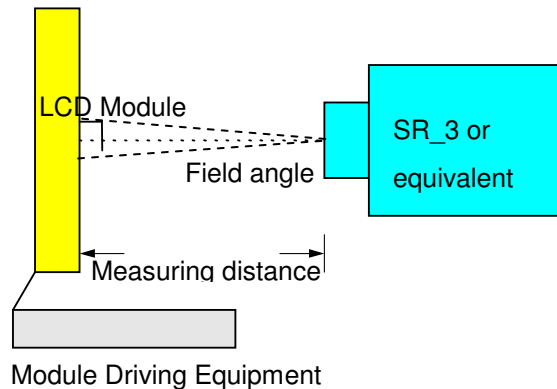 LCD Module
SR_3 or
equivalent
Field angle
Measuring distance
Module Driving Equipment